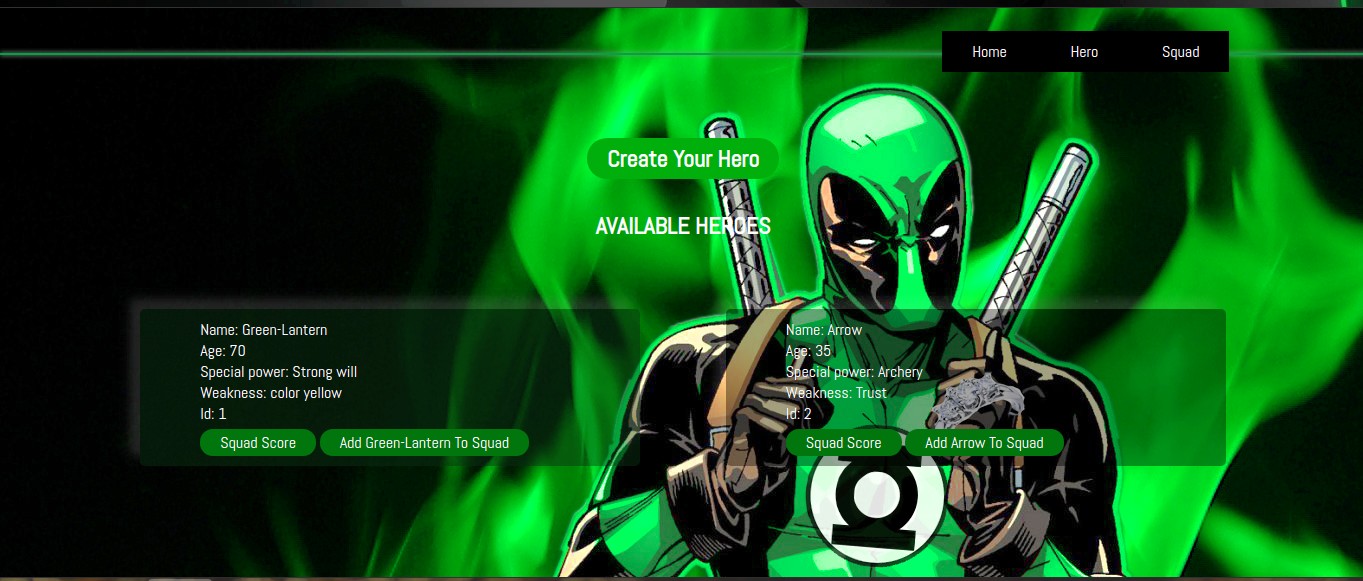 Home Hero Squad
Create Your Hero
AVAILABLE HEROES
Name: Green-Lantern
Age: 70
Special power: Strong will
Weakness: color yellow
Id: 1
Squad Score Add Green-Lantern To Squad
Name: Arrow
Age: 35
Special power: Archery
Weakness: Trust
Id: 2
Squad Score Add Arrow To Squad